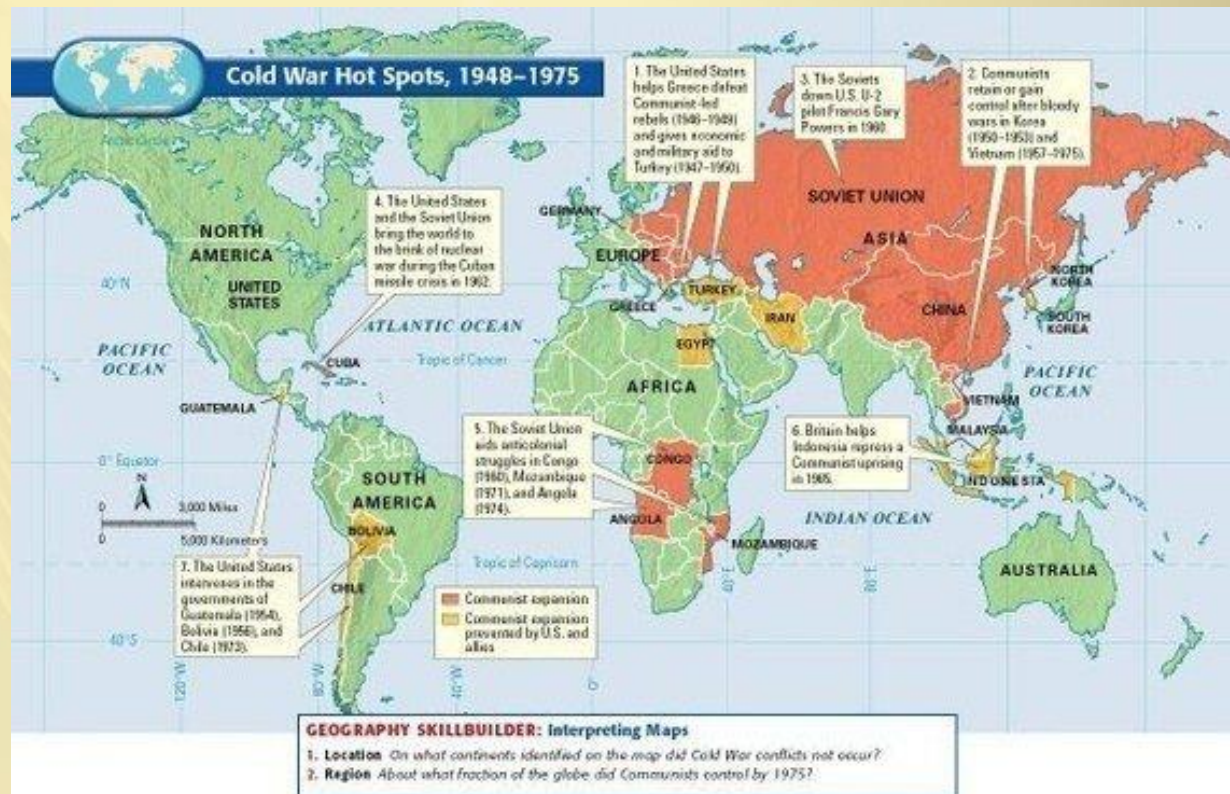 Cold War Hot Spots, 1948–1975
1. The United States
helps Greece defeat
Communist-led
rebels (1946–1949)
and gives economic
and military aid to
Turkey (1947–1950).
3. The Soviets
down U.S. U-2
pilot Francis Gary
Powers in 1960.
2. Communists
retain or gain
control after bloody
wars in Korea
(1950–1953) and
Vietnam (1957–1975).
4. The United States
and the Soviet Union
bring the world to
the brink of nuclear
war during the Cuban
missile crisis in 1962.
Arctic Circle
NORTH
AMERICA
UNITED
STATES
40°N
ATLANTIC OCEAN
PACIFIC
OCEAN
CUBA
Tropic of Cancer
GUATEMALA
GERMANY
EUROPE
GREECE
TURKEY
SOVIET UNION
ASIA
IRAN
EGYPT
CHINA
NORTH
KOREA
SOUTH
KOREA
PACIFIC
OCEAN
AFRICA
VIETNAM
MALAYSIA
INDONESIA
5. The Soviet Union
aids anticolonial
struggles in Congo
(1960), Mozambique
(1971), and Angola
(1974).
6. Britain helps
Indonesia repress a
Communist uprising
in 1965.
0° Equator
N
0 3,000 Miles
0 5,000 Kilometers
SOUTH
AMERICA
BOLIVIA
CHILE
CONGO
ANGOLA
MOZAMBIQUE
INDIAN OCEAN
AUSTRALIA
Tropic of Capricorn
7. The United States
intervenes in the
governments of
Guatemala (1954),
Bolivia (1956), and
Chile (1973).
Communist expansion
Communist expansion
prevented by U.S. and
allies
40°S
120°W
80°W
40°W
0°
40°E
80°E
GEOGRAPHY SKILLBUILDER: Interpreting Maps
1. Location On what continents identified on the map did Cold War conflicts not occur?
2. Region About what fraction of the globe did Communists control by 1975?